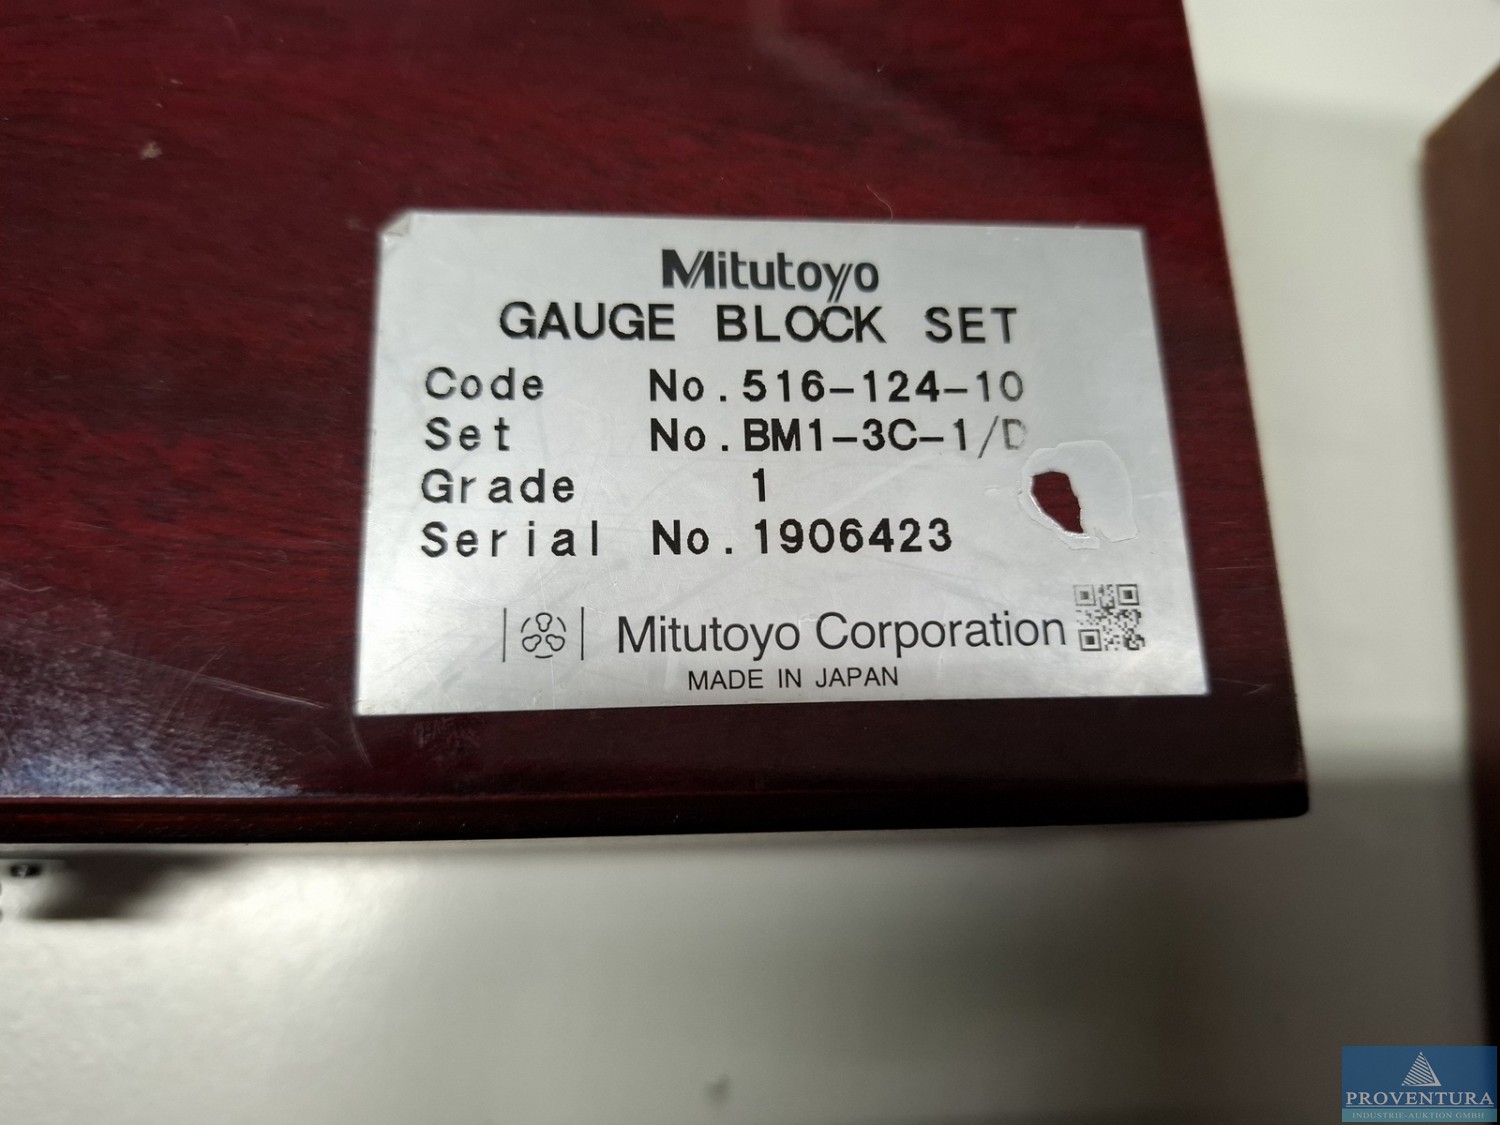 Mitutoyo
GAUGE BLOCK SET
Code No.516-124-10
Set No.BM1-3C-1/D
Grade 1
Serial No.1906423
Mitutoyo Corporation
MADE IN JAPAN
PROVENTURA
INDUSTRIE-AUKTION GMBH